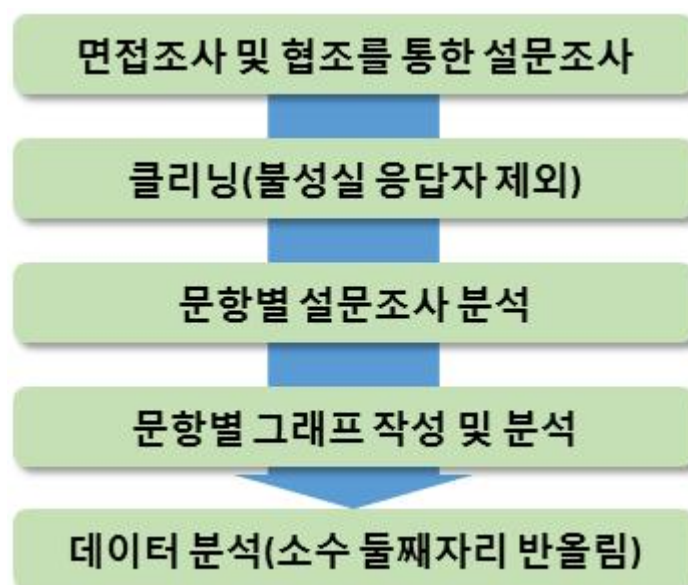 면접조사 및 협조를 통한 설문조사
클리닝(불성실 응답자 제외)
문항별 설문조사 분석
문항별 그래프 작성 및 분석
데이터 분석(소수 둘째자리 반올림)